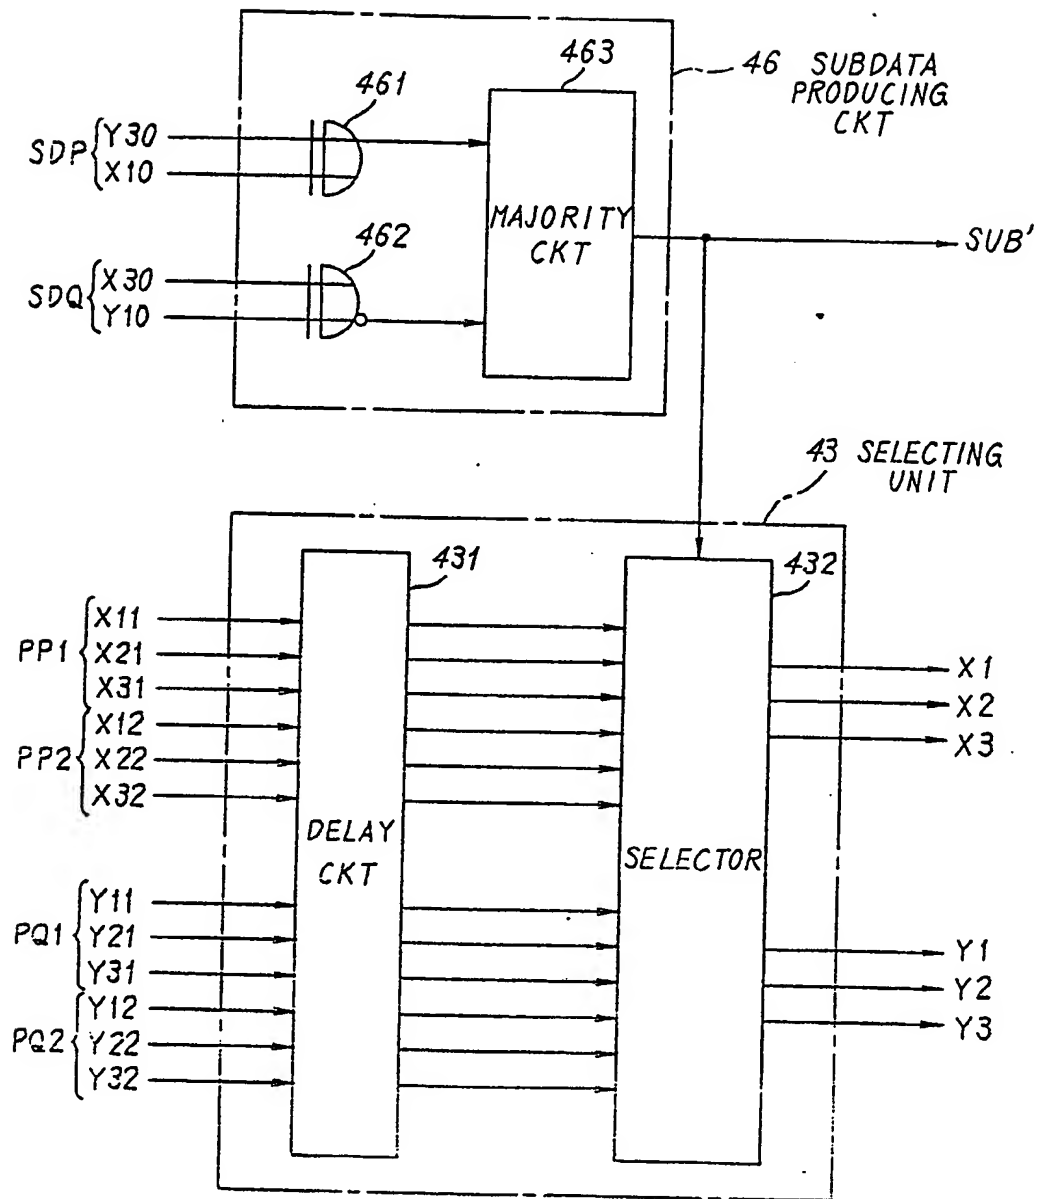 463
461
46 SUBDATA
PRODUCING
CKT
SDP { Y30
X10
MAJORITY
CKT
462
SUB'
SDQ { X30
Y10
43 SELECTING
UNIT
431
432
PP1 { X11
X21
X31
PP2 { X12
X22
X32
X1
X2
X3
DELAY
CKT
SELECTOR
PQ1 { Y11
Y21
Y31
PQ2 { Y12
Y22
Y32
Y1
Y2
Y3